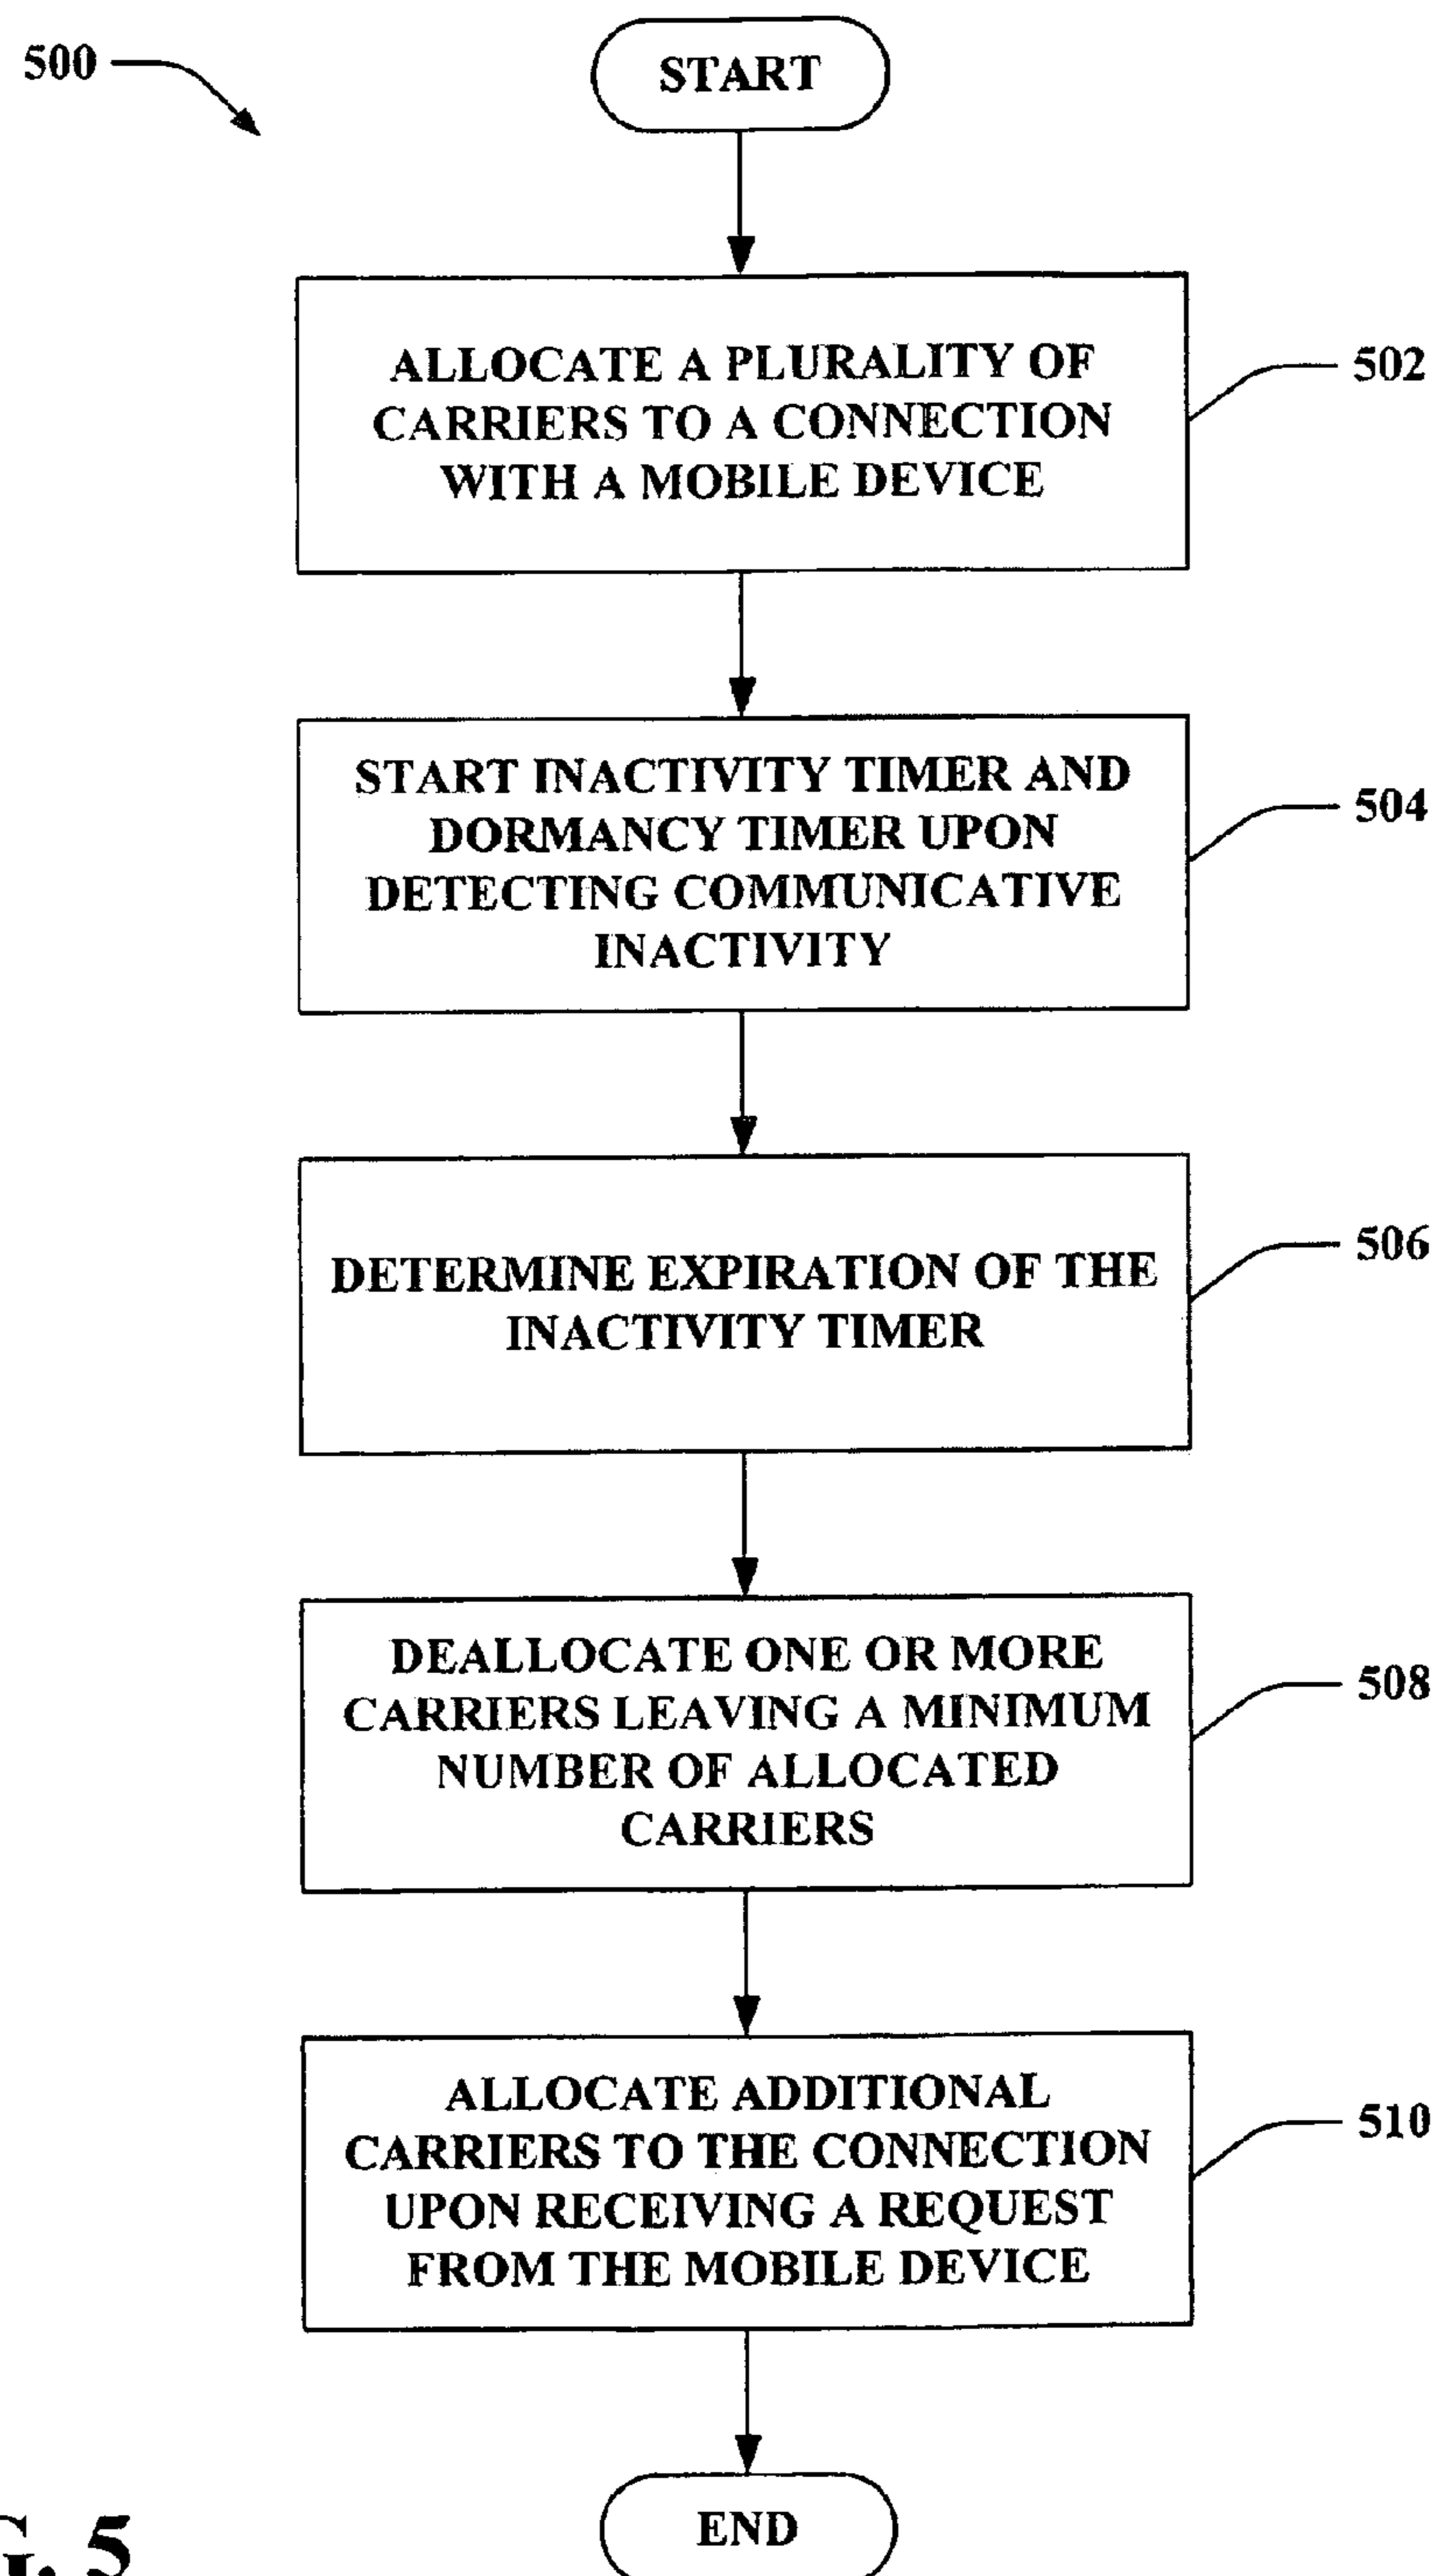 500
START
ALLOCATE A PLURALITY OF
CARRIERS TO A CONNECTION
WITH A MOBILE DEVICE
502
START INACTIVITY TIMER AND
DORMANCY TIMER UPON
DETECTING COMMUNICATIVE
INACTIVITY
504
DETERMINE EXPIRATION OF THE
INACTIVITY TIMER
506
DEALLOCATE ONE OR MORE
CARRIERS LEAVING A MINIMUM
NUMBER OF ALLOCATED
CARRIERS
508
ALLOCATE ADDITIONAL
CARRIERS TO THE CONNECTION
UPON RECEIVING A REQUEST
FROM THE MOBILE DEVICE
510
END
5